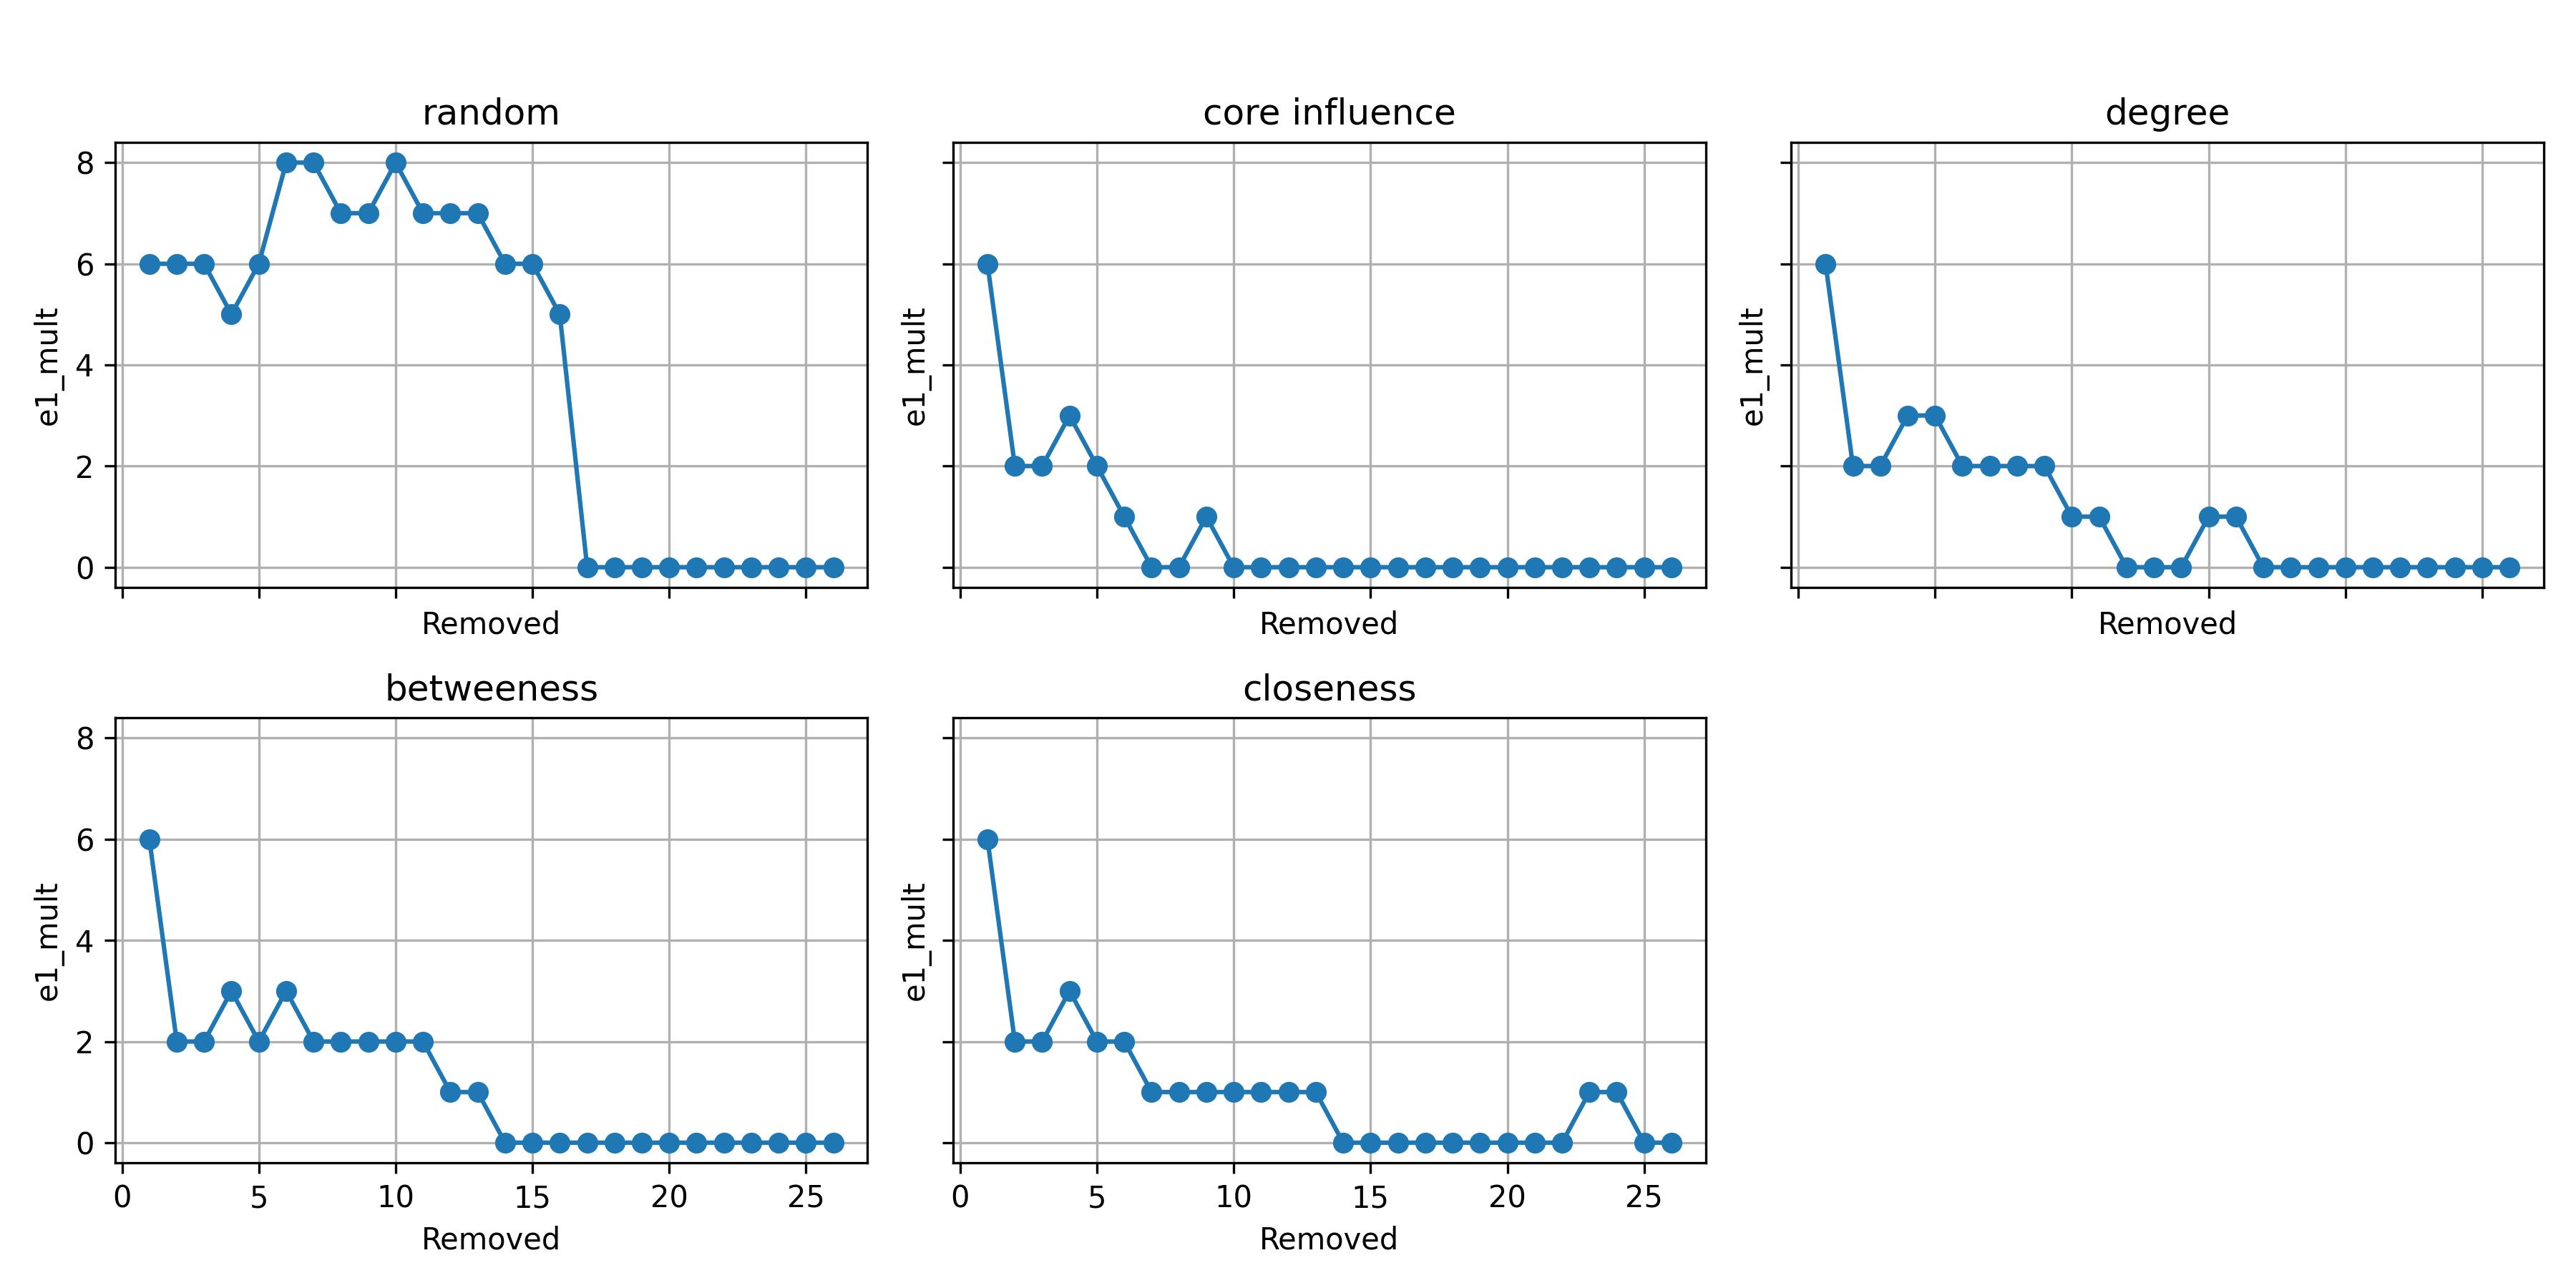 random
8
6
4
2
0
e1_mult
Removed
core influence
e1_mult
Removed
degree
e1_mult
Removed
betweeness
8
6
4
2
0
e1_mult
0 5 10 15 20 25
Removed
closeness
e1_mult
0 5 10 15 20 25
Removed